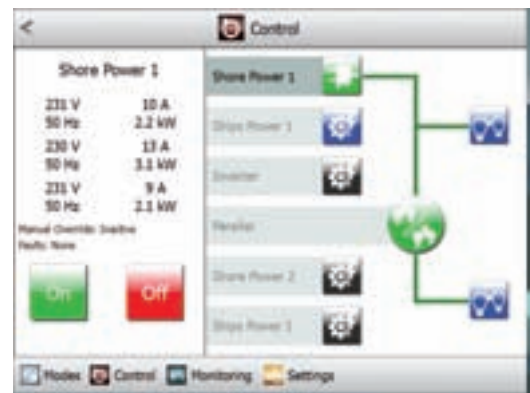 < Control
Shore Power 1
231 V 10 A
50 Hz 2.2 kW
230 V 13 A
50 Hz 3.1 kW
231 V 9 A
50 Hz 2.1 kW
Manual Override: Inactive
Faults: None
On Off
Shore Power 1
Ships Power 1
Inverter
Parallel
Shore Power 2
Ships Power
Modes Control Monitoring Settings